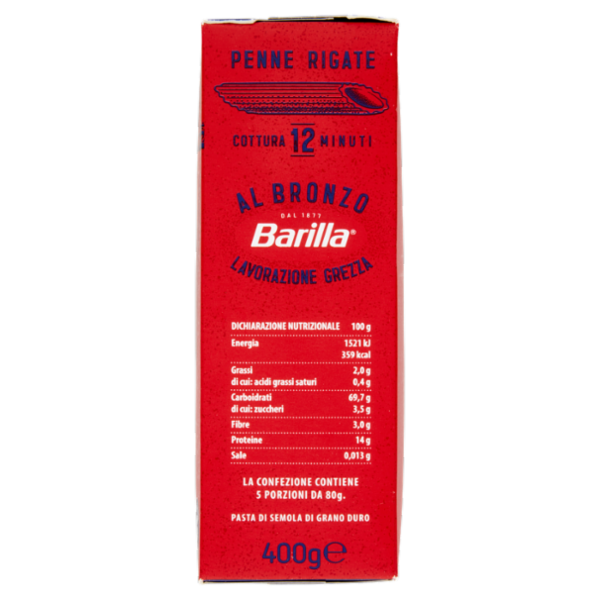 PENNE RIGATE
COTTURA 12 MINUTI
AL BRONZO
DAL 1877
Barilla®
LAVORAZIONE GREZZA
DICHIARAZIONE NUTRIZIONALE 100 g
Energia 1521 kJ
359 kcal
Grassi 2,0 g
di cui: acidi grassi saturi 0,4 g
Carboidrati 69,7 g
di cui: zuccheri 3,5 g
Fibre 3,0 g
Proteine 14 g
Sale 0,013 g
LA CONFEZIONE CONTIENE
5 PORZIONI DA 80g.
PASTA DI SEMOLA DI GRANO DURO
400g℮